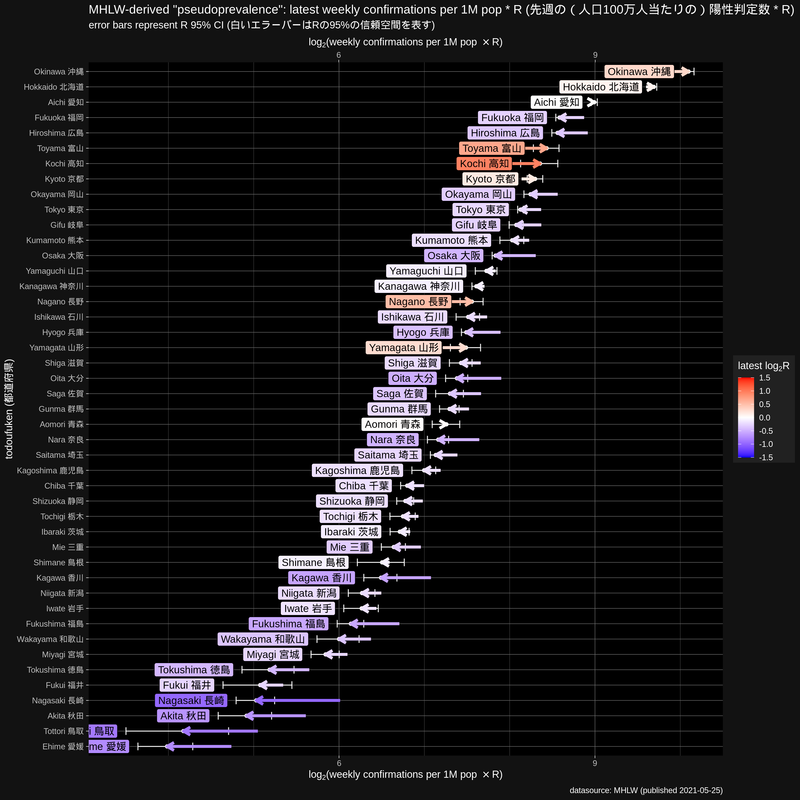 MHLW-derived "pseudoprevalence": latest weekly confirmations per 1M pop * R (先週の ( 人口100万人当たりの ) 陽性判定数 * R)
error bars represent R 95% CI (白いエラーバーはRの95%の信頼空間を表す)
log2(weekly confirmations per 1M pop × R)
6 9
Okinawa 沖縄 Okinawa 沖縄
Hokkaido 北海道 Hokkaido 北海道
Aichi 愛知 Aichi 愛知
Fukuoka 福岡 Fukuoka 福岡
Hiroshima 広島 Hiroshima 広島
Toyama 富山 Toyama 富山
Kochi 高知 Kochi 高知
Kyoto 京都 Kyoto 京都
Okayama 岡山 Okayama 岡山
Tokyo 東京 Tokyo 東京
Gifu 岐阜 Gifu 岐阜
Kumamoto 熊本 Kumamoto 熊本
Osaka 大阪 Osaka 大阪
Yamaguchi 山口 Yamaguchi 山口
Kanagawa 神奈川 Kanagawa 神奈川
Nagano 長野 Nagano 長野
Ishikawa 石川 Ishikawa 石川
Hyogo 兵庫 Hyogo 兵庫
Yamagata 山形 Yamagata 山形
Shiga 滋賀 Shiga 滋賀
Oita 大分 Oita 大分
Saga 佐賀 Saga 佐賀
Gunma 群馬 Gunma 群馬
Aomori 青森 Aomori 青森
Nara 奈良 Nara 奈良
Saitama 埼玉 Saitama 埼玉
Kagoshima 鹿児島 Kagoshima 鹿児島
Chiba 千葉 Chiba 千葉
Shizuoka 静岡 Shizuoka 静岡
Tochigi 栃木 Tochigi 栃木
Ibaraki 茨城 Ibaraki 茨城
Mie 三重 Mie 三重
Shimane 島根 Shimane 島根
Kagawa 香川 Kagawa 香川
Niigata 新潟 Niigata 新潟
Iwate 岩手 Iwate 岩手
Fukushima 福島 Fukushima 福島
Wakayama 和歌山 Wakayama 和歌山
Miyagi 宮城 Miyagi 宮城
Tokushima 徳島 Tokushima 徳島
Fukui 福井 Fukui 福井
Nagasaki 長崎 Nagasaki 長崎
Akita 秋田 Akita 秋田
Tottori 鳥取 i 鳥取
Ehime 愛媛 me 愛媛
6 9
log2(weekly confirmations per 1M pop × R)
todoufuken (都道府県)
latest log2R
1.5
1.0
0.5
0.0
-0.5
-1.0
-1.5
datasource: MHLW (published 2021-05-25)